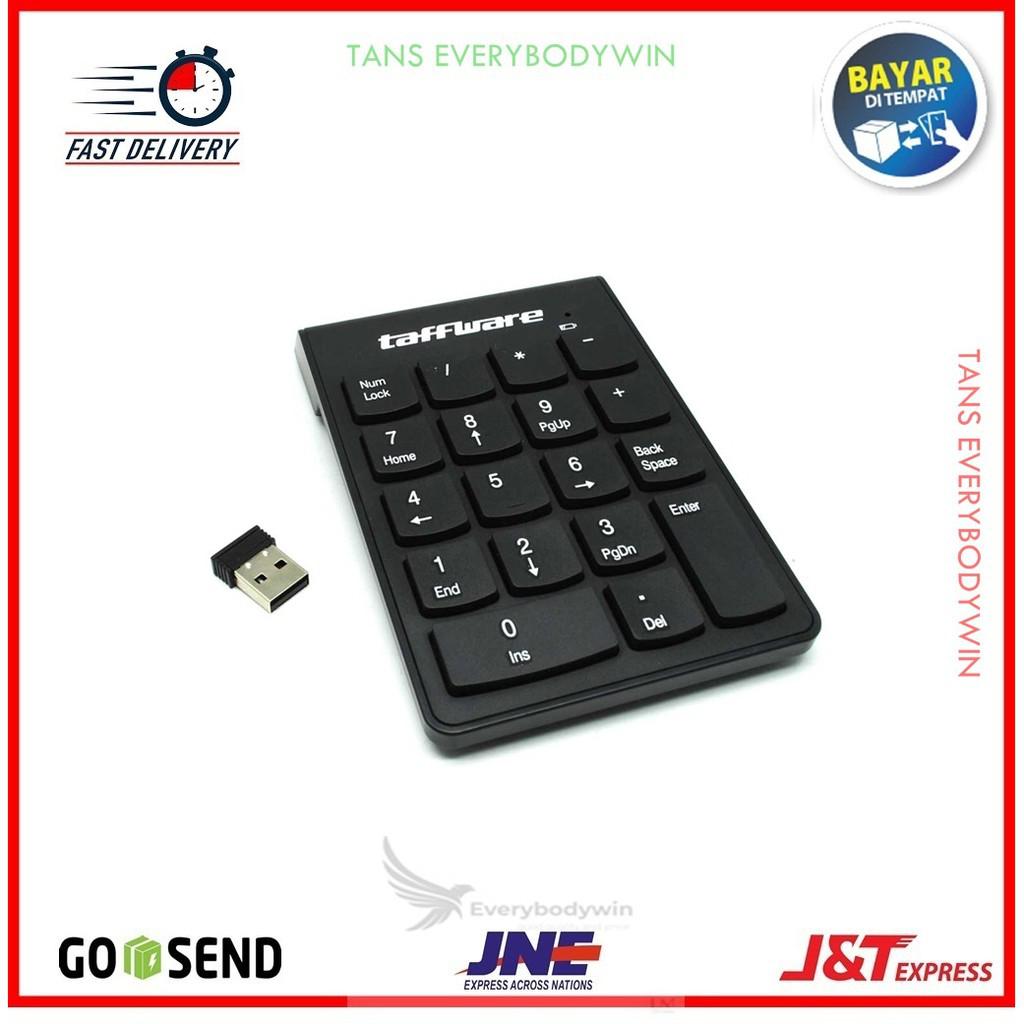 TANS EVERYBODYWIN
FAST DELIVERY
BAYAR
DI TEMPAT
taffware
Num
Lock
/
*
-
7
Home
8
↑
9
PgUp
+
4
←
5
6
→
Back
Space
1
End
2
↓
3
PgDn
Enter
0
Ins
.
Del
TANS EVERYBODYWIN
Everybodywin
GO SEND
JNE
EXPRESS ACROSS NATIONS
J&T EXPRESS